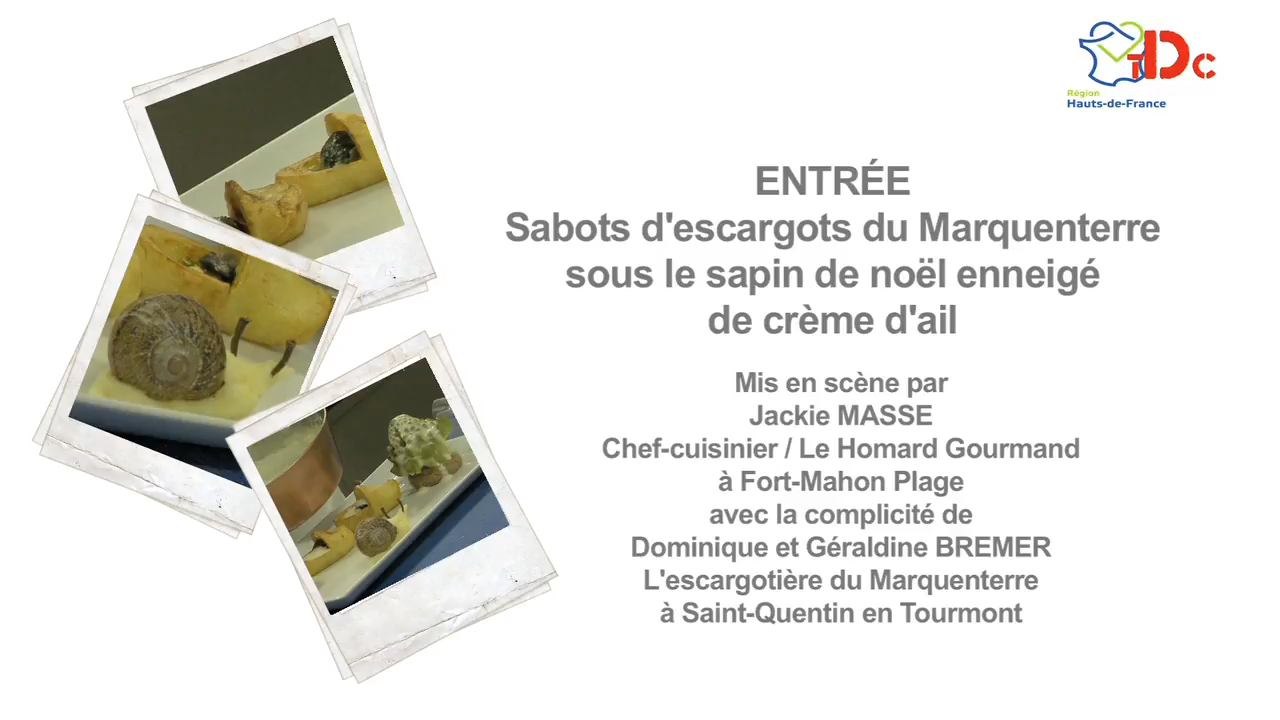 TDC
Région
Hauts-de-France
ENTRÉE
Sabots d'escargots du Marquenterre
sous le sapin de noël enneigé
de crème d'ail
Mis en scène par
Jackie MASSE
Chef-cuisinier / Le Homard Gourmand
à Fort-Mahon Plage
avec la complicité de
Dominique et Géraldine BREMER
L'escargotière du Marquenterre
à Saint-Quentin en Tourmont